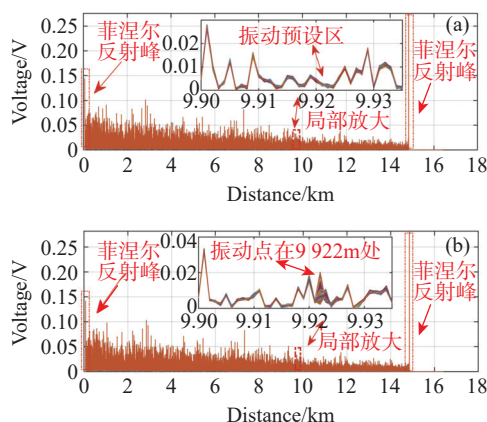 (a)
0.25
0.20
0.15
0.10
0.05
0
Voltage/V
菲涅尔
反射峰
0.02
0.01
0
振动预设区
9.90 9.91 9.92 9.93
菲涅尔
反射峰
局部放大
0 2 4 6 8 10 12 14 16 18
Distance/km
(b)
0.25
0.20
0.15
0.10
0.05
0
Voltage/V
菲涅尔
反射峰
0.04
0.02
0
振动点在9 922m处
9.90 9.91 9.92 9.93
菲涅尔
反射峰
局部放大
0 2 4 6 8 10 12 14 16 18
Distance/km